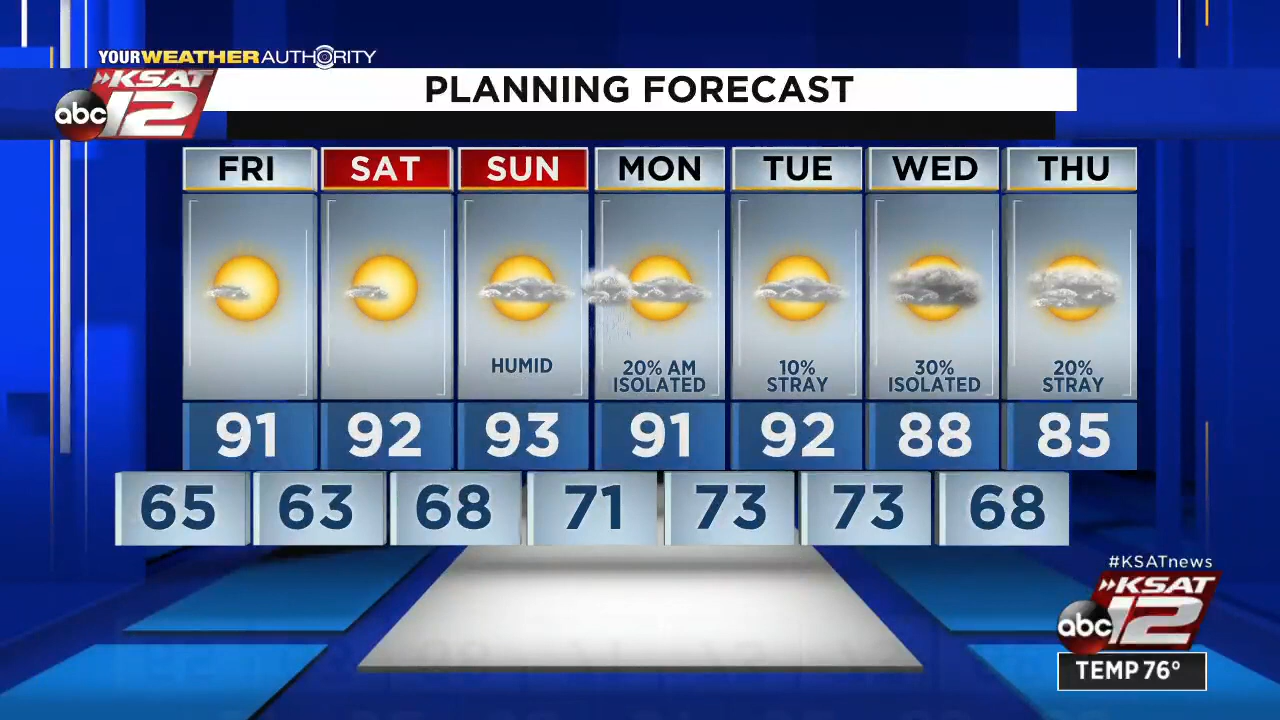 YOURWEATHERAUTHORITY
KSAT
abc 12
PLANNING FORECAST
FRI SAT SUN MON TUE WED THU
HUMID 20% AM ISOLATED 10% STRAY 30% ISOLATED 20% STRAY
91 92 93 91 92 88 85
65 63 68 71 73 73 68
#KSATnews
KSAT
abc 12
TEMP 76°